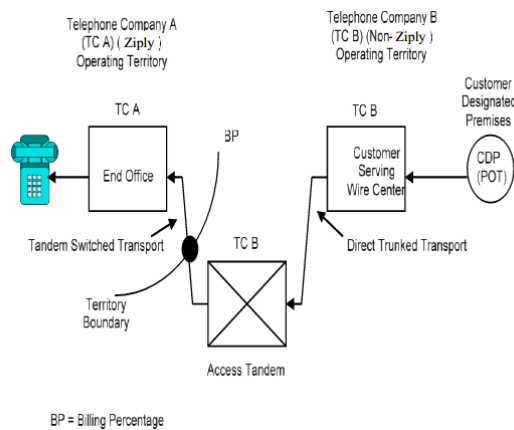 Telephone Company A
(TC A) ( Ziply )
Operating Territory
Telephone Company B
(TC B) (Non- Ziply )
Operating Territory
Customer
Designated
Premises
TC A
BP
TC B
End Office
Customer
Serving
Wire Center
CDP
(POT)
Tandem Switched Transport
TC B
Direct Trunked Transport
Territory
Boundary
Access Tandem
BP = Billing Percentage